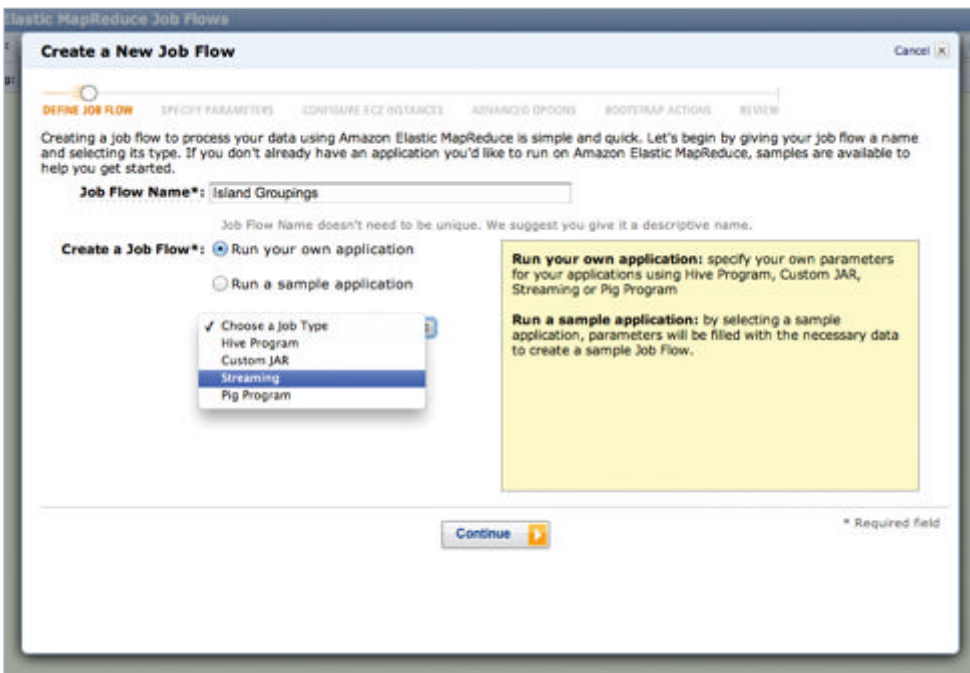 Elastic MapReduce Job Flows
Create a New Job Flow
Cancel
DEFINE JOB FLOW SPECIFY PARAMETERS CONFIGURE EC2 INSTANCES ADVANCED OPTIONS BOOTSTRAP ACTIONS REVIEW
Creating a job flow to process your data using Amazon Elastic MapReduce is simple and quick. Let's begin by giving your job flow a name
and selecting its type. If you don't already have an application you'd like to run on Amazon Elastic MapReduce, samples are available to
help you get started.
Job Flow Name*: Island Groupings
Job Flow Name doesn't need to be unique. We suggest you give it a descriptive name.
Create a Job Flow*: Run your own application
Run a sample application
✓ Choose a Job Type
Hive Program
Custom JAR
Streaming
Pig Program
Run your own application: specify your own parameters
for your applications using Hive Program, Custom JAR,
Streaming or Pig Program
Run a sample application: by selecting a sample
application, parameters will be filled with the necessary data
to create a sample Job Flow.
Continue
* Required field